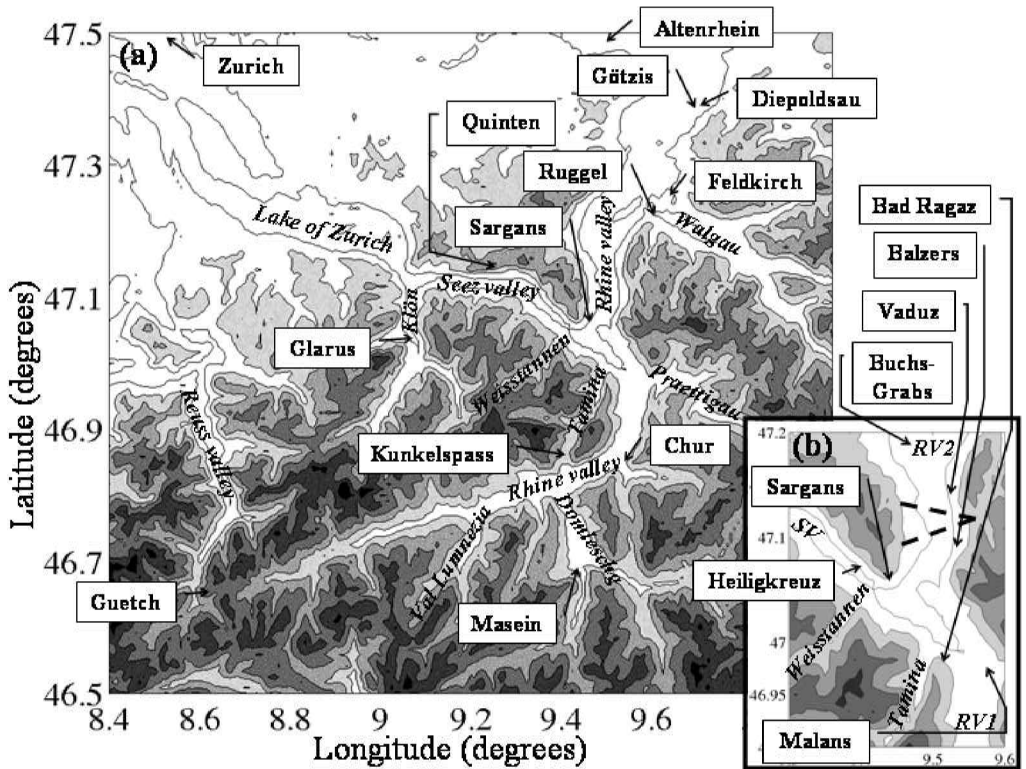 47.5
(a)
Altenrhein
Zurich
Götzis
Diepoldsau
Quinten
47.3
Ruggel
Feldkirch
Bad Ragaz
Sargans
Lake of Zurich
Rhine valley
Walgau
Balzers
47.1
Seez valley
Klön
Vaduz
Glarus
Weisstannen
Buchs-
Grabs
Praettigau
Tamina
46.9
Reuss valley
Kunkelspass
Chur
Rhine valley
47.2
(b)
RV2
Sargans
Val Lumnezia
Domleschg
SV
46.7
47.1
Guetch
Heiligkreuz
Masein
Weisstannen
47
Tamina
46.95
46.5
RV1
Malans
8.4
8.6
8.8
9
9.2
9.4
9.6
9.5
9.6
Longitude (degrees)
Latitude (degrees)